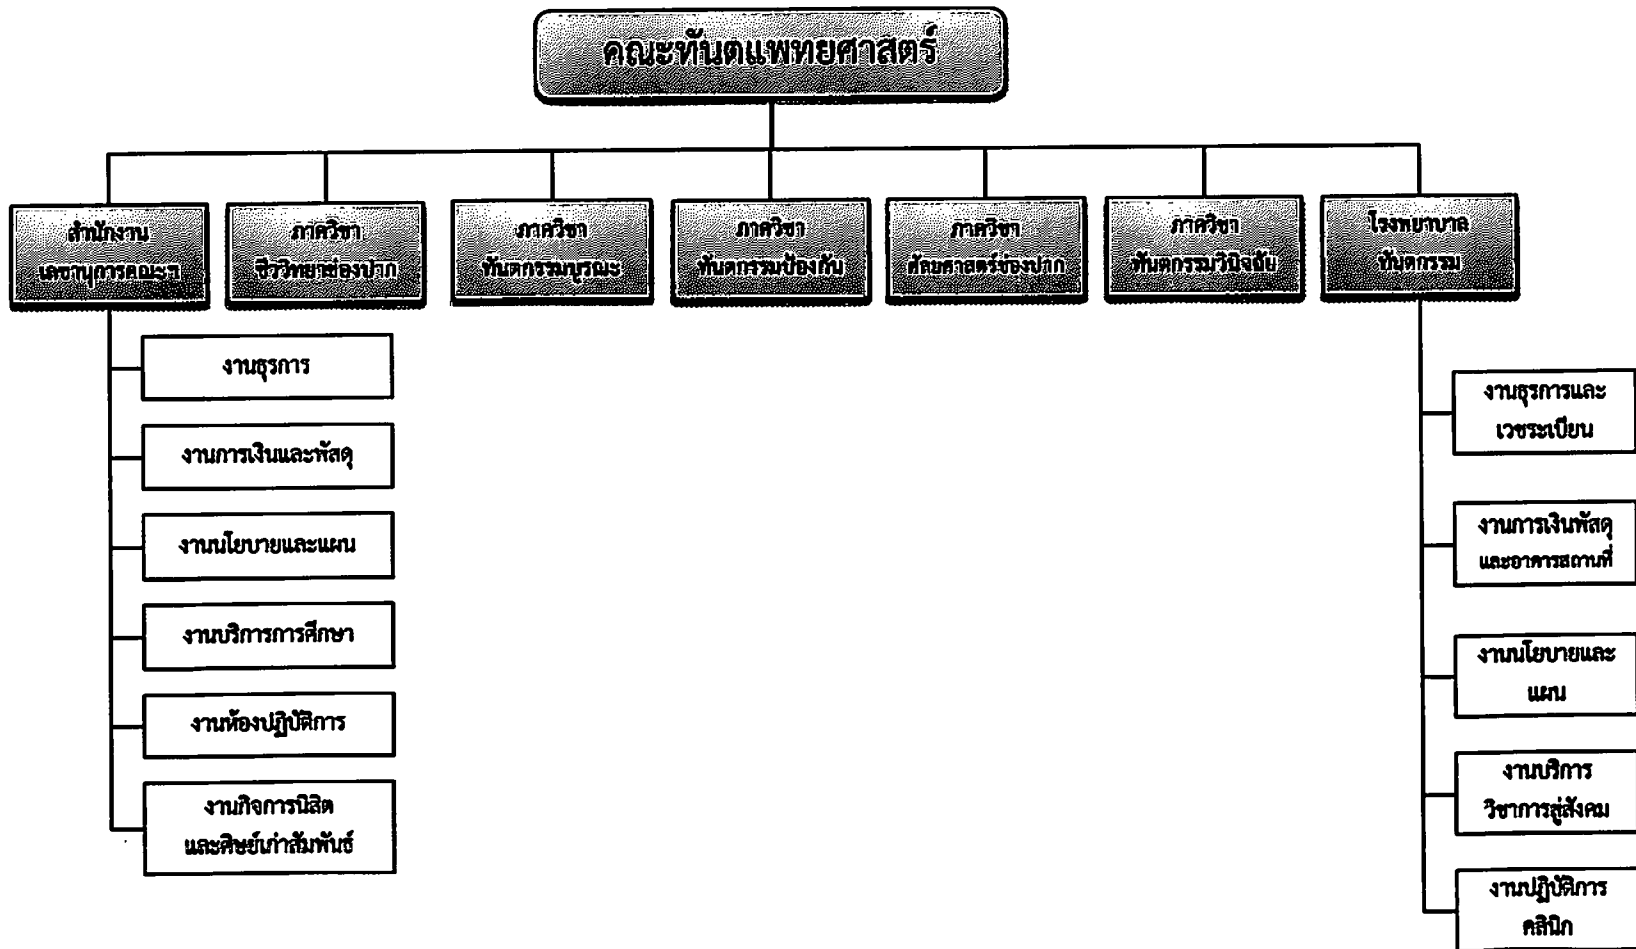 คณะทันตแพทยศาสตร์
สำนักงาน
เลขานุการคณะฯ
ภาควิชา
ชีววิทยาช่องปาก
ภาควิชา
ทันตกรรมบูรณะ
ภาควิชา
ทันตกรรมป้องกัน
ภาควิชา
ศัลยศาสตร์ช่องปาก
ภาควิชา
ทันตกรรมวินิจฉัย
โรงพยาบาล
ทันตกรรม
งานธุรการ
งานการเงินและพัสดุ
งานนโยบายและแผน
งานบริการการศึกษา
งานห้องปฏิบัติการ
งานกิจการนิสิต
และศิษย์เก่าสัมพันธ์
งานธุรการและ
เวชระเบียน
งานการเงินพัสดุ
และอาคารสถานที่
งานนโยบายและ
แผน
งานบริการ
วิชาการสู่สังคม
งานปฏิบัติการ
คลินิก